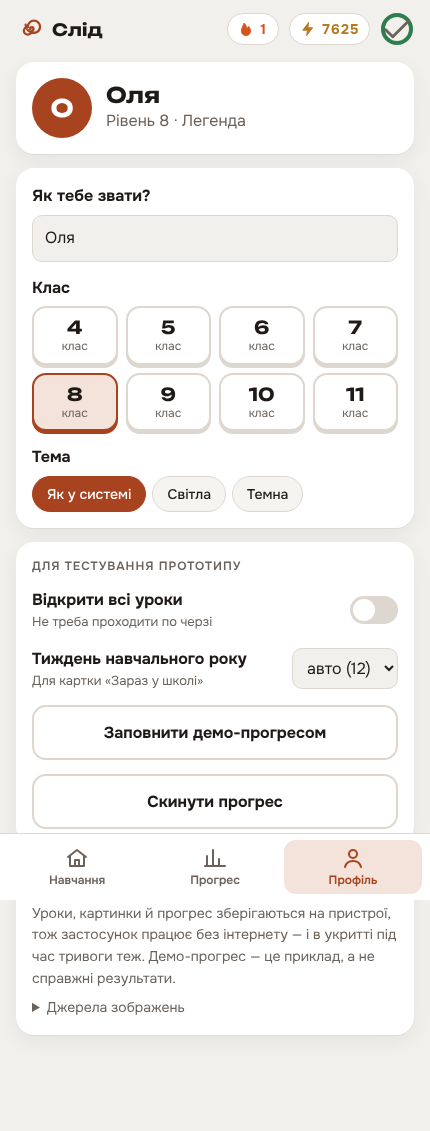 Слід
1
7625
О
Оля
Рівень 8 · Легенда
Як тебе звати?
Оля
Клас
4 5 6 7
клас клас клас клас
8 9 10 11
клас клас клас клас
Тема
Як у системі Світла Темна
ДЛЯ ТЕСТУВАННЯ ПРОТОТИПУ
Відкрити всі уроки
Не треба проходити по черзі
Тиждень навчального року
Для картки «Зараз у школі»
авто (12)
Заповнити демо-прогресом
Скинути прогрес
Навчання Прогрес Профіль
Уроки, картинки й прогрес зберігаються на пристрої,
тож застосунок працює без інтернету — і в укритті під
час тривоги теж. Демо-прогрес — це приклад, а не
справжні результати.
Джерела зображень